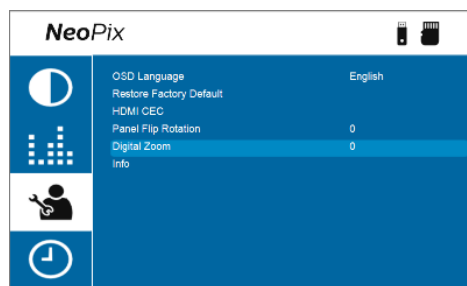 NeoPix
OSD Language English
Restore Factory Default
HDMI CEC
Panel Flip Rotation 0
Digital Zoom 0
Info